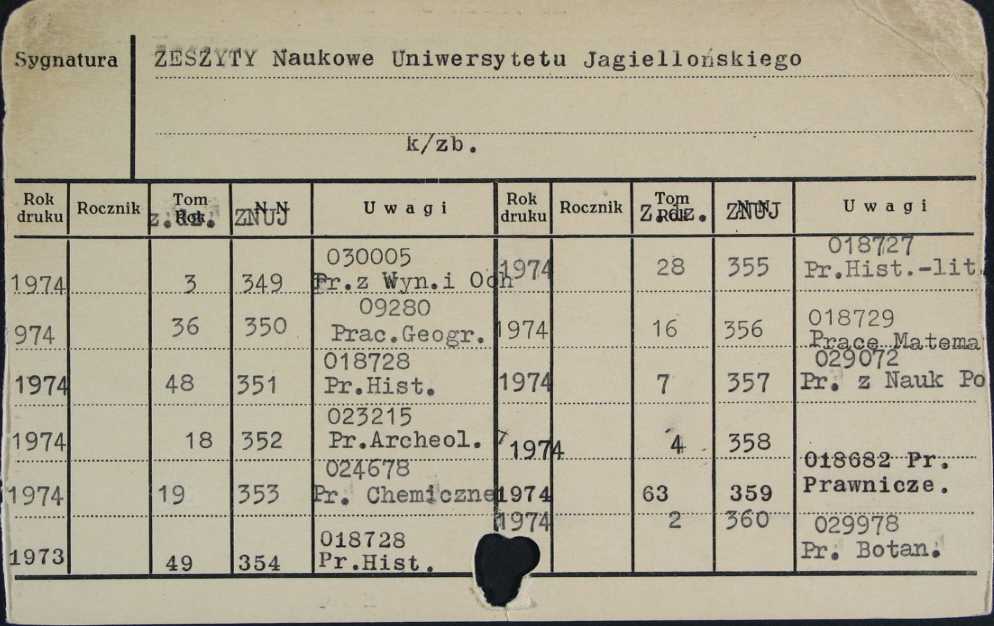 Sygnatura ZESZYTY Naukowe Uniwersytetu Jagiellońskiego
k/zb.
Rok druku Rocznik Tom Rok z.dz. N N ZNUJ Uwagi Rok druku Rocznik Tom Rok Z.dz. N N ZNUJ Uwagi
030005 018727
1974 3 349 Pr.z Wyn.i Och 1974 28 355 Pr.Hist.-lit.
09280 018729
974 36 350 Prac.Geogr. 1974 16 356 Prace Matema
018728 029072
1974 48 351 Pr.Hist. 1974 7 357 Pr. z Nauk Po
023215
1974 18 352 Pr.Archeol. 1974 4 358
024678 018682 Pr.
1974 19 353 Pr. Chemiczne 1974 63 359 Prawnicze.
1974 2 360 029978
018728 Pr. Botan.
1973 49 354 Pr.Hist.